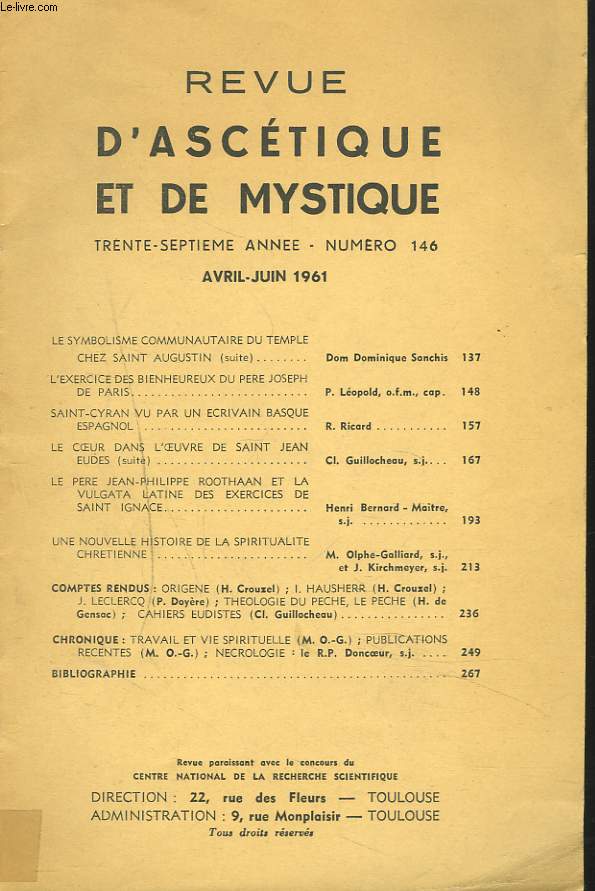 Le-livre.com
REVUE
D'ASCÉTIQUE
ET DE MYSTIQUE
TRENTE-SEPTIEME ANNEE - NUMÉRO 146
AVRIL-JUIN 1961
LE SYMBOLISME COMMUNAUTAIRE DU TEMPLE
CHEZ SAINT AUGUSTIN (suite) ........ Dom Dominique Sanchis 137
L'EXERCICE DES BIENHEUREUX DU PERE JOSEPH
DE PARIS ........................ P. Léopold, o.f.m., cap. 148
SAINT-CYRAN VU PAR UN ECRIVAIN BASQUE
ESPAGNOL ........................ R. Ricard ........... 157
LE CŒUR DANS L'ŒUVRE DE SAINT JEAN
EUDES (suite) ........................ Cl. Guillocheau, s.j.... 167
LE PERE JEAN-PHILIPPE ROOTHAAN ET LA
VULGATA LATINE DES EXERCICES DE
SAINT IGNACE........................ Henri Bernard - Maître,
s.j. ............. 193
UNE NOUVELLE HISTOIRE DE LA SPIRITUALITE
CHRETIENNE ........................ M. Olphe-Galliard, s.j.,
et J. Kirchmeyer, s.j. 213
COMPTES RENDUS : ORIGENE (H. Crouzel) ; I. HAUSHERR (H. Crouzel) ;
J. LECLERCQ (P. Doyère) ; THEOLOGIE DU PECHE, LE PECHE (H. de
Gensac) ; CAHIERS EUDISTES (Cl. Guillocheau) ................. 236
CHRONIQUE : TRAVAIL ET VIE SPIRITUELLE (M. O.-G.) ; PUBLICATIONS
RECENTES (M. O.-G.) ; NECROLOGIE : le R.P. Doncœur, s.j. .... 249
BIBLIOGRAPHIE ................................................ 267
Revue paraissant avec le concours du
CENTRE NATIONAL DE LA RECHERCHE SCIENTIFIQUE
DIRECTION : 22, rue des Fleurs — TOULOUSE
ADMINISTRATION : 9, rue Monplaisir — TOULOUSE
Tous droits réservés